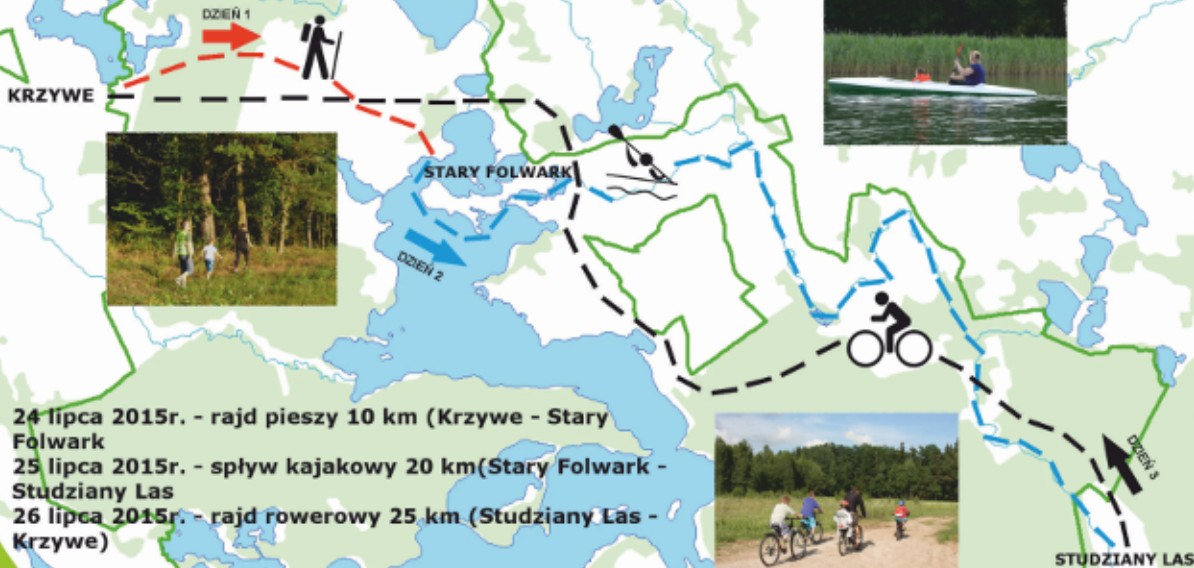 DZIEŃ 1
KRZYWE
STARY FOLWARK
DZIEŃ 2
24 lipca 2015r. - rajd pieszy 10 km (Krzywe - Stary
Folwark
25 lipca 2015r. - spływ kajakowy 20 km(Stary Folwark -
Studziany Las
26 lipca 2015r. - rajd rowerowy 25 km (Studziany Las -
Krzywe)
DZIEŃ 3
STUDZIANY LAS